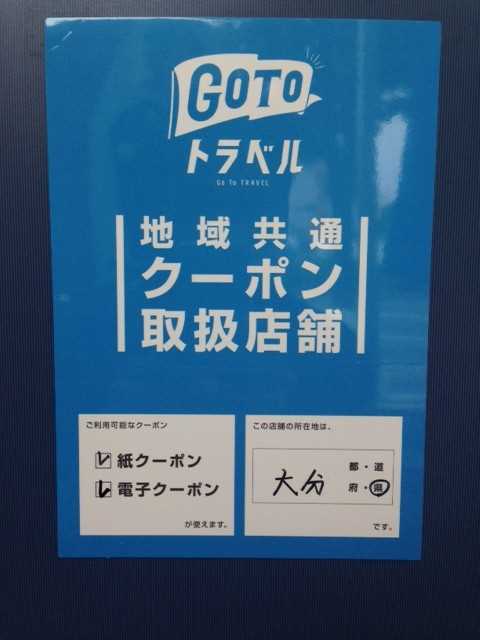 GOTO
トラベル
Go To TRAVEL
地域共通
クーポン
取扱店舗
ご利用可能なクーポン
紙クーポン
電子クーポン
が使えます。
この店舗の所在地は、
大分
都・道
府・県
です。